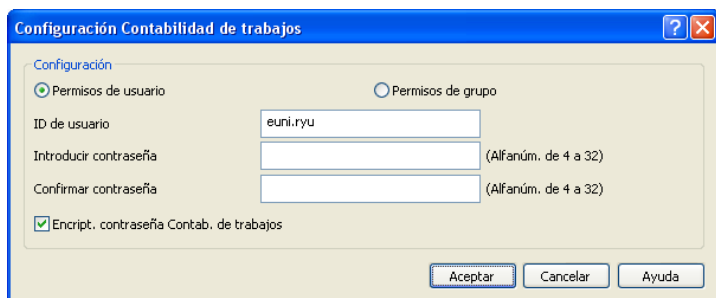 Configuración Contabilidad de trabajos
Configuración
Permisos de usuario Permisos de grupo
ID de usuario euni.ryu
Introducir contraseña (Alfanúm. de 4 a 32)
Confirmar contraseña (Alfanúm. de 4 a 32)
Encript. contraseña Contab. de trabajos
Aceptar Cancelar Ayuda